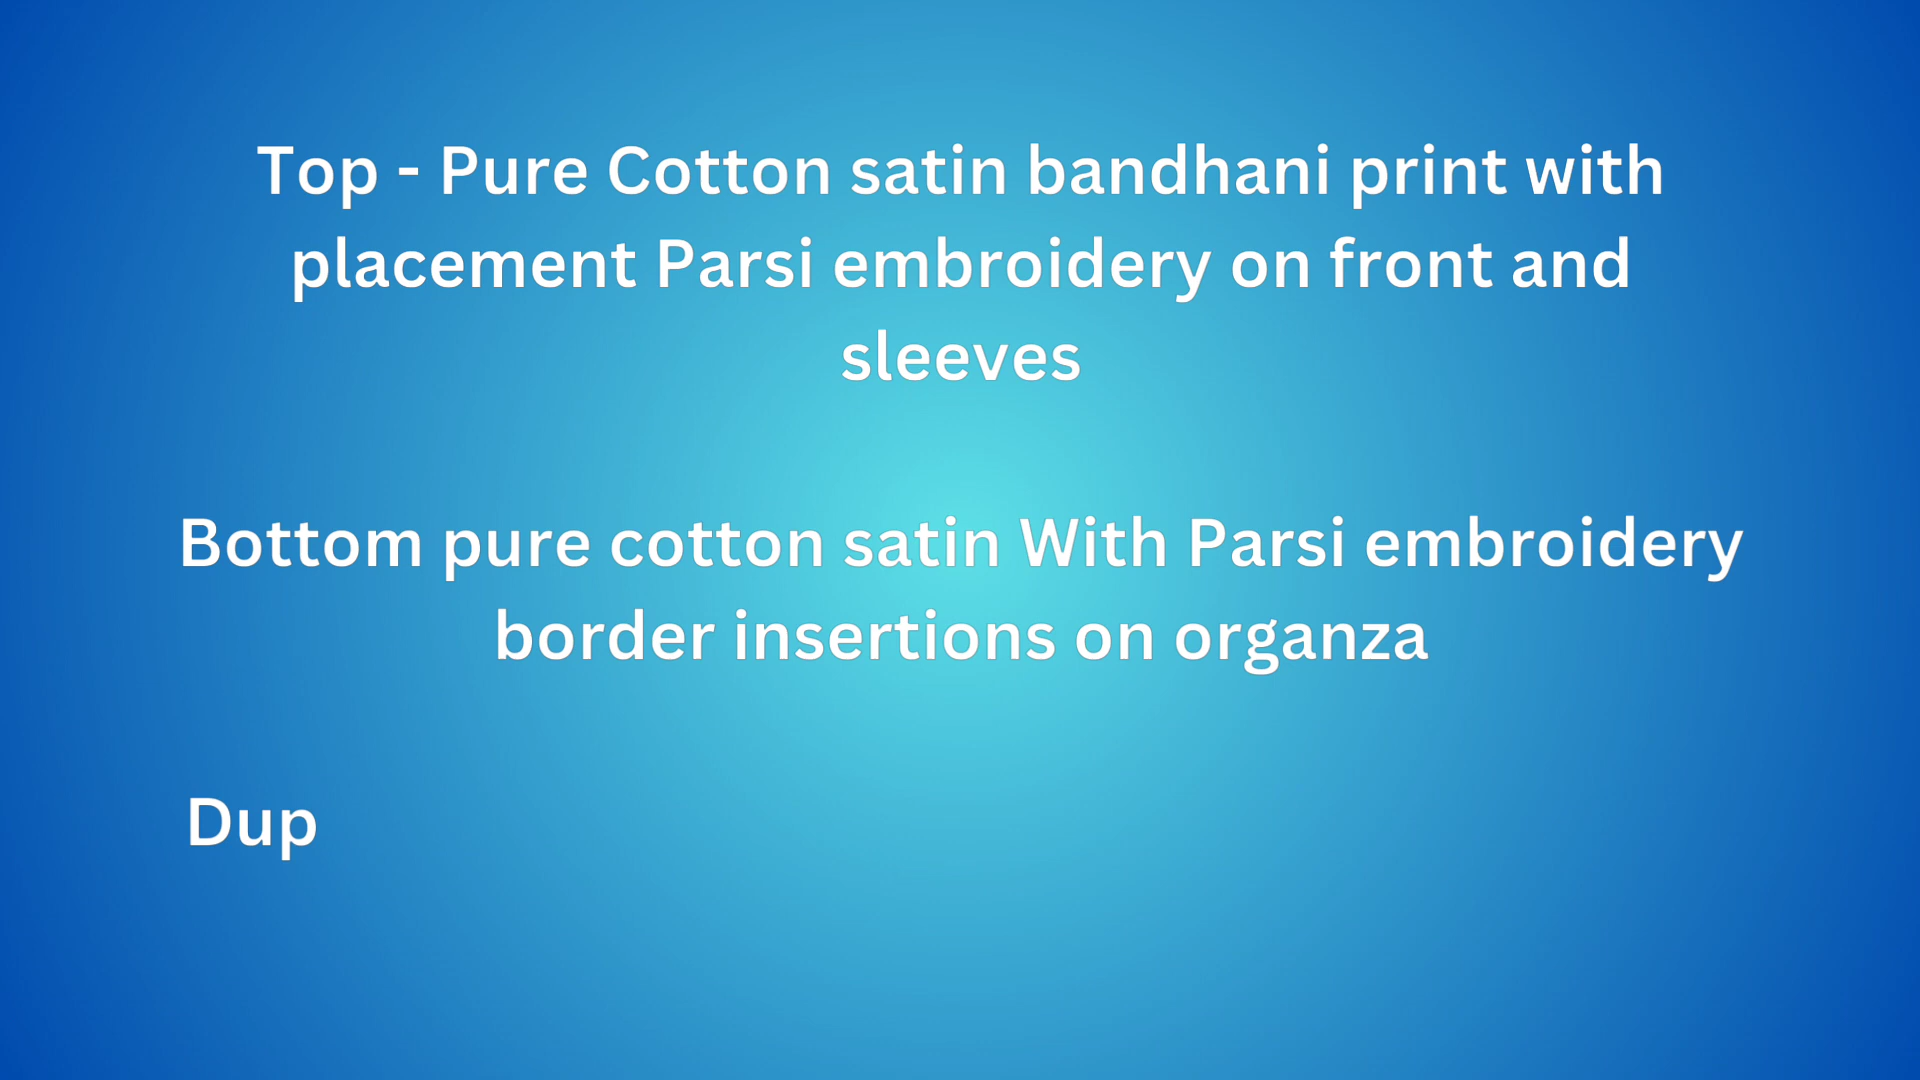 Top - Pure Cotton satin bandhani print with
placement Parsi embroidery on front and
sleeves
Bottom pure cotton satin With Parsi embroidery
border insertions on organza
Dup